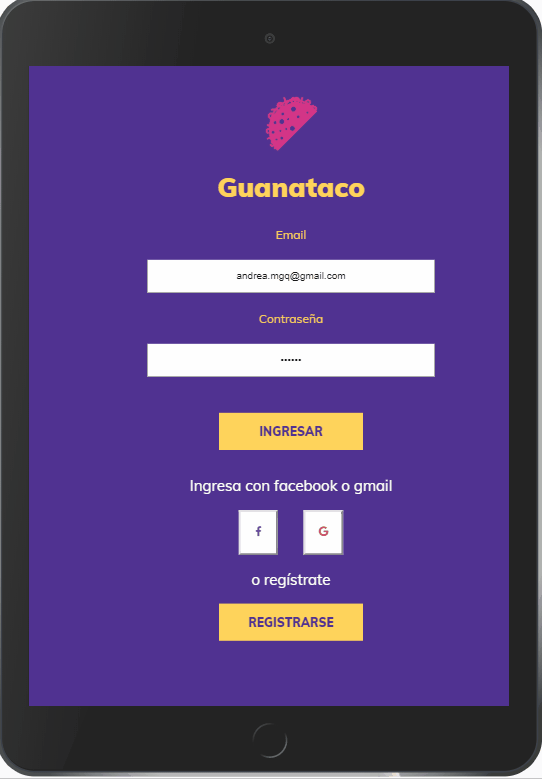 Guanataco
Email
andrea.mgq@gmail.com
Contraseña
••••••
INGRESAR
Ingresa con facebook o gmail
f G
o regístrate
REGISTRARSE